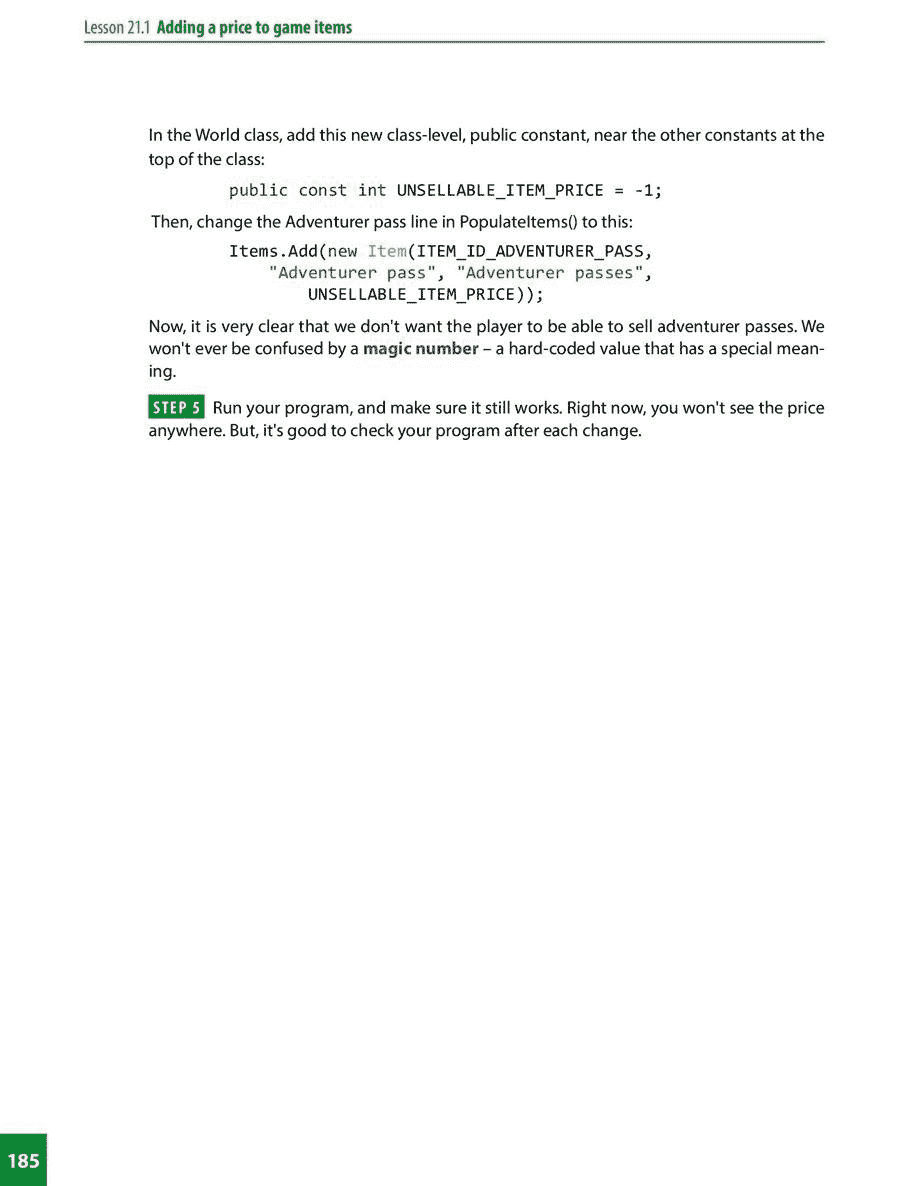 Lesson 21.1 Adding a price to game items
In the World class, add this new class-level, public constant, near the other constants at the
top of the class:
public const int UNSELLABLE_ITEM_PRICE = -1;
Then, change the Adventurer pass line in PopulateItems() to this:
Items.Add(new Item(ITEM_ID_ADVENTURER_PASS,
"Adventurer pass", "Adventurer passes",
UNSELLABLE_ITEM_PRICE));
Now, it is very clear that we don't want the player to be able to sell adventurer passes. We
won't ever be confused by a magic number – a hard-coded value that has a special mean-
ing.
STEP 5 Run your program, and make sure it still works. Right now, you won't see the price
anywhere. But, it's good to check your program after each change.
185